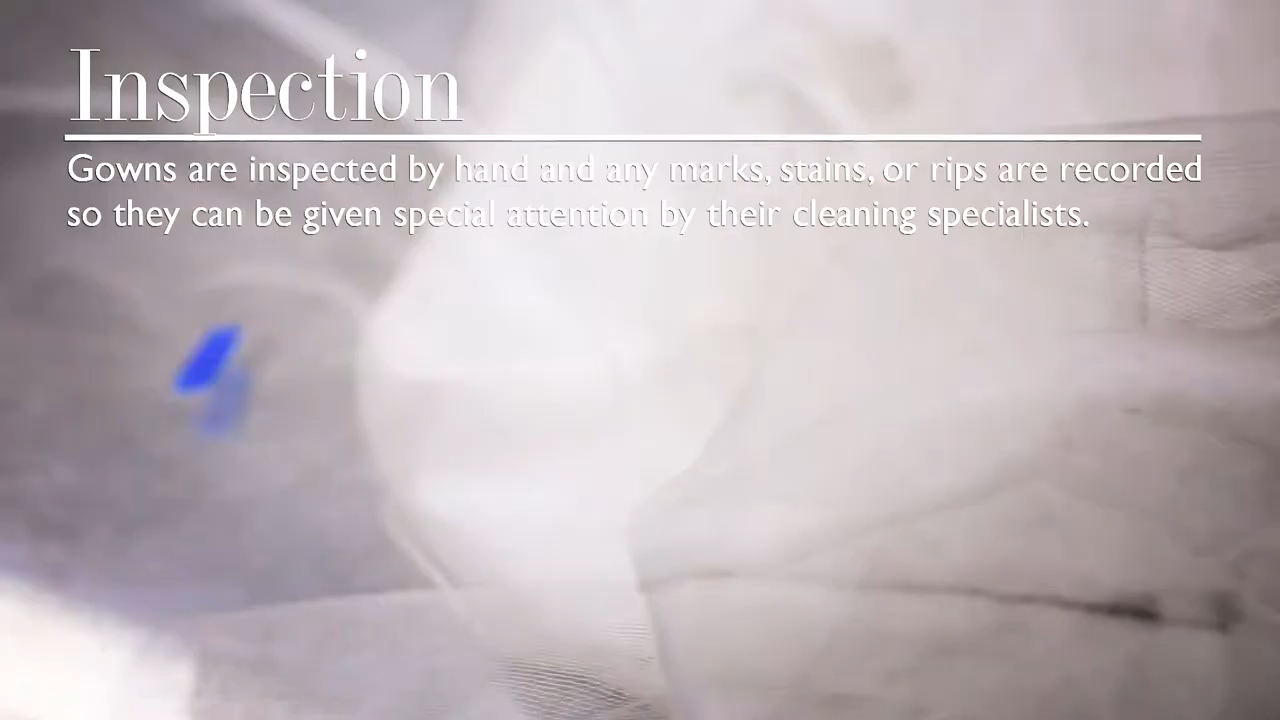 Inspection
Gowns are inspected by hand and any marks, stains, or rips are recorded
so they can be given special attention by their cleaning specialists.